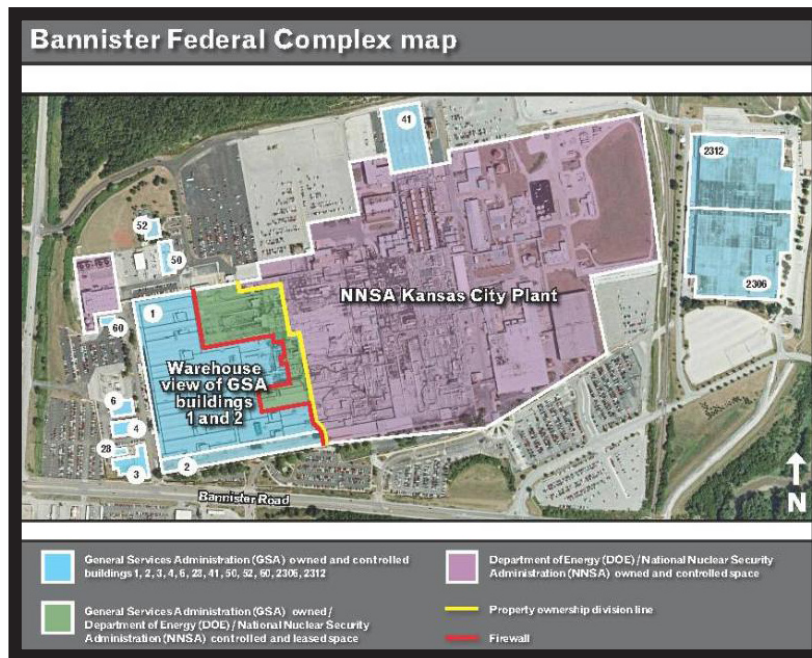 Bannister Federal Complex map
41
2312
52
50
2306
NNSA Kansas City Plant
1
60
Warehouse
view of GSA
buildings
1 and 2
6
4
28
3
2
Bannister Road
N
General Services Administration (GSA) owned and controlled
buildings 1, 2, 3, 4, 6, 28, 41, 50, 52, 60, 2306, 2312
Department of Energy (DOE) / National Nuclear Security
Administration (NNSA) owned and controlled space
General Services Administration (GSA) owned /
Department of Energy (DOE) / National Nuclear Security
Administration (NNSA) controlled and leased space
Property ownership division line
Firewall